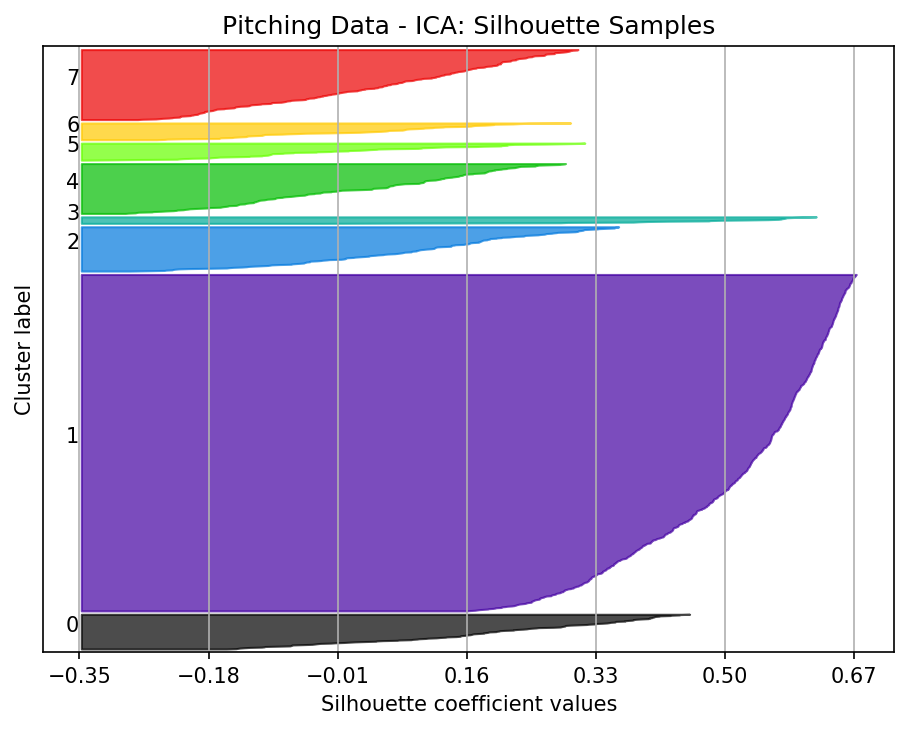 Pitching Data - ICA: Silhouette Samples
7
6
5
4
3
2
1
0
Cluster label
−0.35 −0.18 −0.01 0.16 0.33 0.50 0.67
Silhouette coefficient values